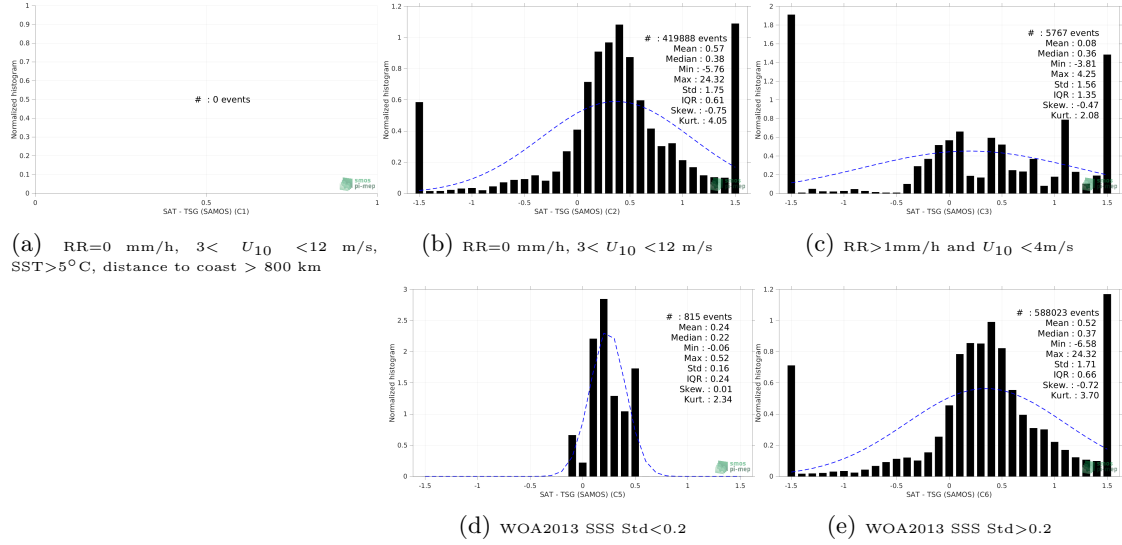 1
0.9
0.8
0.7
0.6
0.5
0.4
0.3
0.2
0.1
0
Normalized histogram
# : 0 events
smos
pi-mep
0 0.5 1
SAT - TSG (SAMOS) (C1)
(a) RR=0 mm/h, 3< U10 <12 m/s,
SST>5°C, distance to coast > 800 km
1.2
1
0.8
0.6
0.4
0.2
0
Normalized histogram
# : 419888 events
Mean : 0.57
Median : 0.38
Min : -5.76
Max : 24.32
Std : 1.75
IQR : 0.61
Skew. : -0.75
Kurt. : 4.05
smos
pi-mep
-1.5 -1 -0.5 0 0.5 1 1.5
SAT - TSG (SAMOS) (C2)
(b) RR=0 mm/h, 3< U10 <12 m/s
2
1.8
1.6
1.4
1.2
1
0.8
0.6
0.4
0.2
0
Normalized histogram
# : 5767 events
Mean : 0.08
Median : 0.36
Min : -3.81
Max : 4.25
Std : 1.56
IQR : 1.35
Skew. : -0.47
Kurt. : 2.08
smos
pi-mep
-1.5 -1 -0.5 0 0.5 1 1.5
SAT - TSG (SAMOS) (C3)
(c) RR>1mm/h and U10 <4m/s
3
2.5
2
1.5
1
0.5
0
Normalized histogram
# : 815 events
Mean : 0.24
Median : 0.22
Min : -0.06
Max : 0.52
Std : 0.16
IQR : 0.24
Skew. : 0.01
Kurt. : 2.34
smos
pi-mep
-1.5 -1 -0.5 0 0.5 1 1.5
SAT - TSG (SAMOS) (C5)
(d) WOA2013 SSS Std<0.2
1.2
1
0.8
0.6
0.4
0.2
0
Normalized histogram
# : 588023 events
Mean : 0.52
Median : 0.37
Min : -6.58
Max : 24.32
Std : 1.71
IQR : 0.66
Skew. : -0.72
Kurt. : 3.70
smos
pi-mep
-1.5 -1 -0.5 0 0.5 1 1.5
SAT - TSG (SAMOS) (C6)
(e) WOA2013 SSS Std>0.2